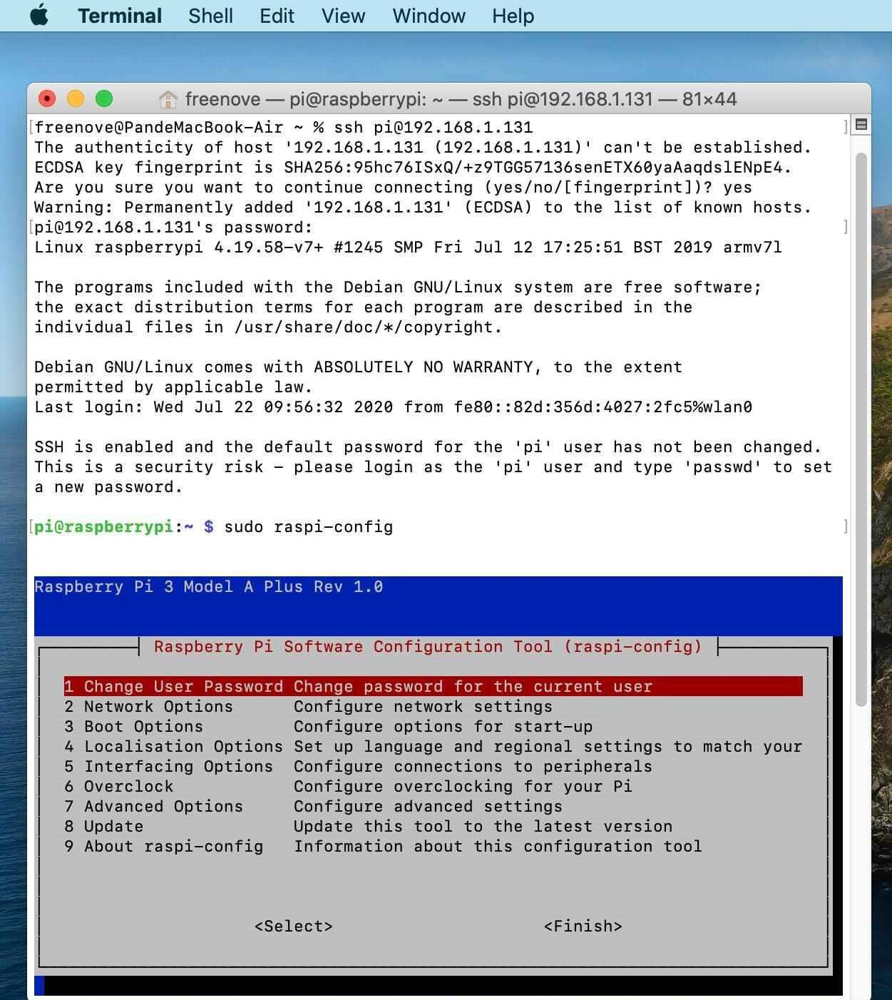 Terminal Shell Edit View Window Help
freenove — pi@raspberrypi: ~ — ssh pi@192.168.1.131 — 81×44
[freenove@PandeMacBook-Air ~ % ssh pi@192.168.1.131 ]
The authenticity of host '192.168.1.131 (192.168.1.131)' can't be established.
ECDSA key fingerprint is SHA256:95hc76ISxQ/+z9TGG57136senETX60yaAaqdslENpE4.
Are you sure you want to continue connecting (yes/no/[fingerprint])? yes
Warning: Permanently added '192.168.1.131' (ECDSA) to the list of known hosts.
[pi@192.168.1.131's password: ]
Linux raspberrypi 4.19.58-v7+ #1245 SMP Fri Jul 12 17:25:51 BST 2019 armv7l
The programs included with the Debian GNU/Linux system are free software;
the exact distribution terms for each program are described in the
individual files in /usr/share/doc/*/copyright.
Debian GNU/Linux comes with ABSOLUTELY NO WARRANTY, to the extent
permitted by applicable law.
Last login: Wed Jul 22 09:56:32 2020 from fe80::82d:356d:4027:2fc5%wlan0
SSH is enabled and the default password for the 'pi' user has not been changed.
This is a security risk - please login as the 'pi' user and type 'passwd' to set
a new password.
[pi@raspberrypi:~ $ sudo raspi-config ]
Raspberry Pi 3 Model A Plus Rev 1.0
Raspberry Pi Software Configuration Tool (raspi-config)
1 Change User Password Change password for the current user
2 Network Options Configure network settings
3 Boot Options Configure options for start-up
4 Localisation Options Set up language and regional settings to match your
5 Interfacing Options Configure connections to peripherals
6 Overclock Configure overclocking for your Pi
7 Advanced Options Configure advanced settings
8 Update Update this tool to the latest version
9 About raspi-config Information about this configuration tool
<Select> <Finish>